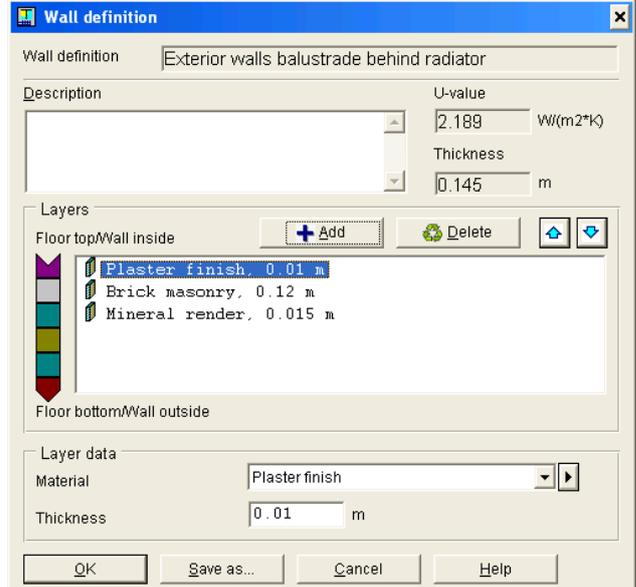 Wall definition
Wall definition Exterior walls balustrade behind radiator
Description U-value
2.189 W/(m2*K)
Thickness
0.145 m
Layers
Floor top/Wall inside Add Delete
Plaster finish, 0.01 m
Brick masonry, 0.12 m
Mineral render, 0.015 m
Floor bottom/Wall outside
Layer data
Material Plaster finish
Thickness 0.01 m
OK Save as... Cancel Help